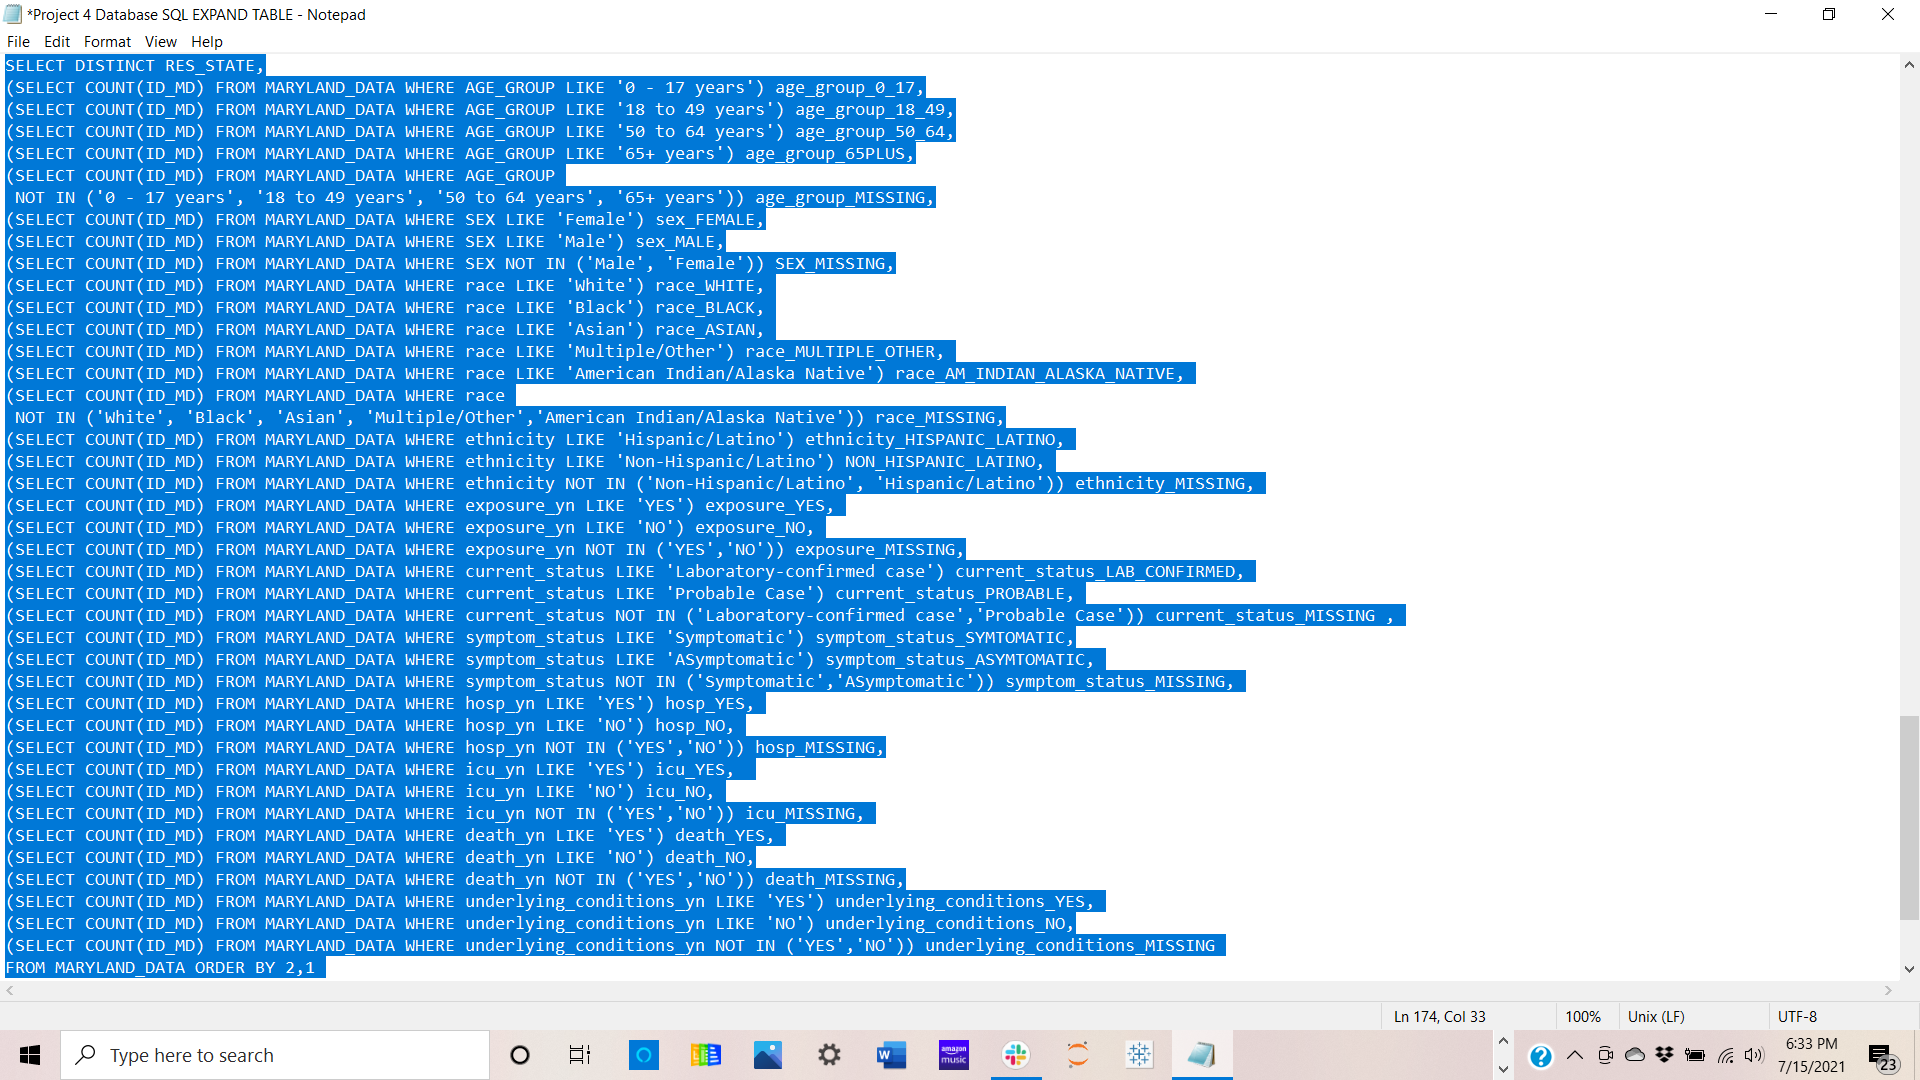 *Project 4 Database SQL EXPAND TABLE - Notepad
File Edit Format View Help
SELECT DISTINCT RES_STATE,
(SELECT COUNT(ID_MD) FROM MARYLAND_DATA WHERE AGE_GROUP LIKE '0 - 17 years') age_group_0_17,
(SELECT COUNT(ID_MD) FROM MARYLAND_DATA WHERE AGE_GROUP LIKE '18 to 49 years') age_group_18_49,
(SELECT COUNT(ID_MD) FROM MARYLAND_DATA WHERE AGE_GROUP LIKE '50 to 64 years') age_group_50_64,
(SELECT COUNT(ID_MD) FROM MARYLAND_DATA WHERE AGE_GROUP LIKE '65+ years') age_group_65PLUS,
(SELECT COUNT(ID_MD) FROM MARYLAND_DATA WHERE AGE_GROUP
NOT IN ('0 - 17 years', '18 to 49 years', '50 to 64 years', '65+ years')) age_group_MISSING,
(SELECT COUNT(ID_MD) FROM MARYLAND_DATA WHERE SEX LIKE 'Female') sex_FEMALE,
(SELECT COUNT(ID_MD) FROM MARYLAND_DATA WHERE SEX LIKE 'Male') sex_MALE,
(SELECT COUNT(ID_MD) FROM MARYLAND_DATA WHERE SEX NOT IN ('Male', 'Female')) SEX_MISSING,
(SELECT COUNT(ID_MD) FROM MARYLAND_DATA WHERE race LIKE 'White') race_WHITE,
(SELECT COUNT(ID_MD) FROM MARYLAND_DATA WHERE race LIKE 'Black') race_BLACK,
(SELECT COUNT(ID_MD) FROM MARYLAND_DATA WHERE race LIKE 'Asian') race_ASIAN,
(SELECT COUNT(ID_MD) FROM MARYLAND_DATA WHERE race LIKE 'Multiple/Other') race_MULTIPLE_OTHER,
(SELECT COUNT(ID_MD) FROM MARYLAND_DATA WHERE race LIKE 'American Indian/Alaska Native') race_AM_INDIAN_ALASKA_NATIVE,
(SELECT COUNT(ID_MD) FROM MARYLAND_DATA WHERE race
NOT IN ('White', 'Black', 'Asian', 'Multiple/Other','American Indian/Alaska Native')) race_MISSING,
(SELECT COUNT(ID_MD) FROM MARYLAND_DATA WHERE ethnicity LIKE 'Hispanic/Latino') ethnicity_HISPANIC_LATINO,
(SELECT COUNT(ID_MD) FROM MARYLAND_DATA WHERE ethnicity LIKE 'Non-Hispanic/Latino') NON_HISPANIC_LATINO,
(SELECT COUNT(ID_MD) FROM MARYLAND_DATA WHERE ethnicity NOT IN ('Non-Hispanic/Latino', 'Hispanic/Latino')) ethnicity_MISSING,
(SELECT COUNT(ID_MD) FROM MARYLAND_DATA WHERE exposure_yn LIKE 'YES') exposure_YES,
(SELECT COUNT(ID_MD) FROM MARYLAND_DATA WHERE exposure_yn LIKE 'NO') exposure_NO,
(SELECT COUNT(ID_MD) FROM MARYLAND_DATA WHERE exposure_yn NOT IN ('YES','NO')) exposure_MISSING,
(SELECT COUNT(ID_MD) FROM MARYLAND_DATA WHERE current_status LIKE 'Laboratory-confirmed case') current_status_LAB_CONFIRMED,
(SELECT COUNT(ID_MD) FROM MARYLAND_DATA WHERE current_status LIKE 'Probable Case') current_status_PROBABLE,
(SELECT COUNT(ID_MD) FROM MARYLAND_DATA WHERE current_status NOT IN ('Laboratory-confirmed case','Probable Case')) current_status_MISSING ,
(SELECT COUNT(ID_MD) FROM MARYLAND_DATA WHERE symptom_status LIKE 'Symptomatic') symptom_status_SYMTOMATIC,
(SELECT COUNT(ID_MD) FROM MARYLAND_DATA WHERE symptom_status LIKE 'ASymptomatic') symptom_status_ASYMTOMATIC,
(SELECT COUNT(ID_MD) FROM MARYLAND_DATA WHERE symptom_status NOT IN ('Symptomatic','ASymptomatic')) symptom_status_MISSING,
(SELECT COUNT(ID_MD) FROM MARYLAND_DATA WHERE hosp_yn LIKE 'YES') hosp_YES,
(SELECT COUNT(ID_MD) FROM MARYLAND_DATA WHERE hosp_yn LIKE 'NO') hosp_NO,
(SELECT COUNT(ID_MD) FROM MARYLAND_DATA WHERE hosp_yn NOT IN ('YES','NO')) hosp_MISSING,
(SELECT COUNT(ID_MD) FROM MARYLAND_DATA WHERE icu_yn LIKE 'YES') icu_YES,
(SELECT COUNT(ID_MD) FROM MARYLAND_DATA WHERE icu_yn LIKE 'NO') icu_NO,
(SELECT COUNT(ID_MD) FROM MARYLAND_DATA WHERE icu_yn NOT IN ('YES','NO')) icu_MISSING,
(SELECT COUNT(ID_MD) FROM MARYLAND_DATA WHERE death_yn LIKE 'YES') death_YES,
(SELECT COUNT(ID_MD) FROM MARYLAND_DATA WHERE death_yn LIKE 'NO') death_NO,
(SELECT COUNT(ID_MD) FROM MARYLAND_DATA WHERE death_yn NOT IN ('YES','NO')) death_MISSING,
(SELECT COUNT(ID_MD) FROM MARYLAND_DATA WHERE underlying_conditions_yn LIKE 'YES') underlying_conditions_YES,
(SELECT COUNT(ID_MD) FROM MARYLAND_DATA WHERE underlying_conditions_yn LIKE 'NO') underlying_conditions_NO,
(SELECT COUNT(ID_MD) FROM MARYLAND_DATA WHERE underlying_conditions_yn NOT IN ('YES','NO')) underlying_conditions_MISSING
FROM MARYLAND_DATA ORDER BY 2,1
Ln 174, Col 33 100% Unix (LF) UTF-8
Type here to search
amazon music
6:33 PM
7/15/2021
23